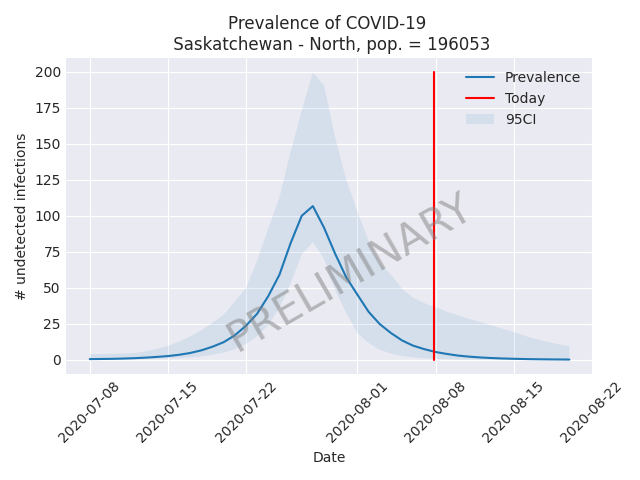 Prevalence of COVID-19
Saskatchewan - North, pop. = 196053
200
175
150
125
100
75
50
25
0
# undetected infections
Prevalence
Today
95CI
PRELIMINARY
2020-07-08
2020-07-15
2020-07-22
2020-08-01
2020-08-08
2020-08-15
2020-08-22
Date